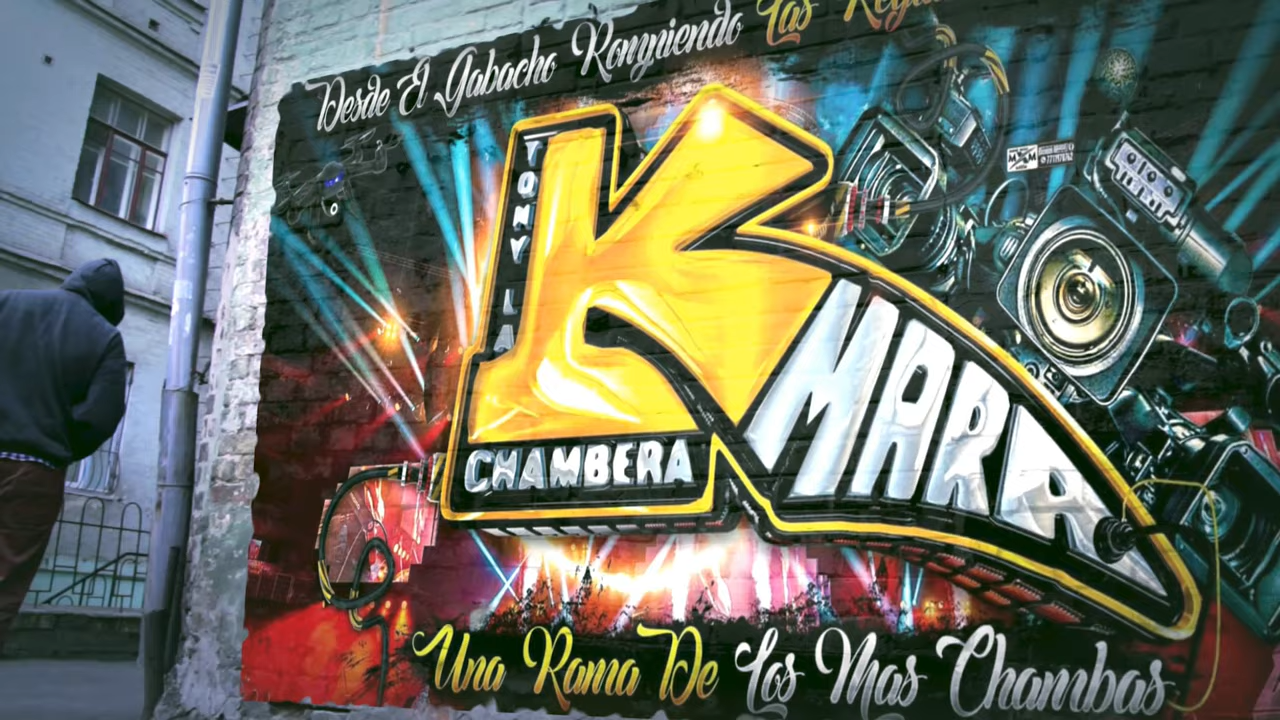 Desde El Gabacho Rompiendo Las
TONY LA
K
MARA
CHAMBERA
Una Rama De Los Mas Chambas